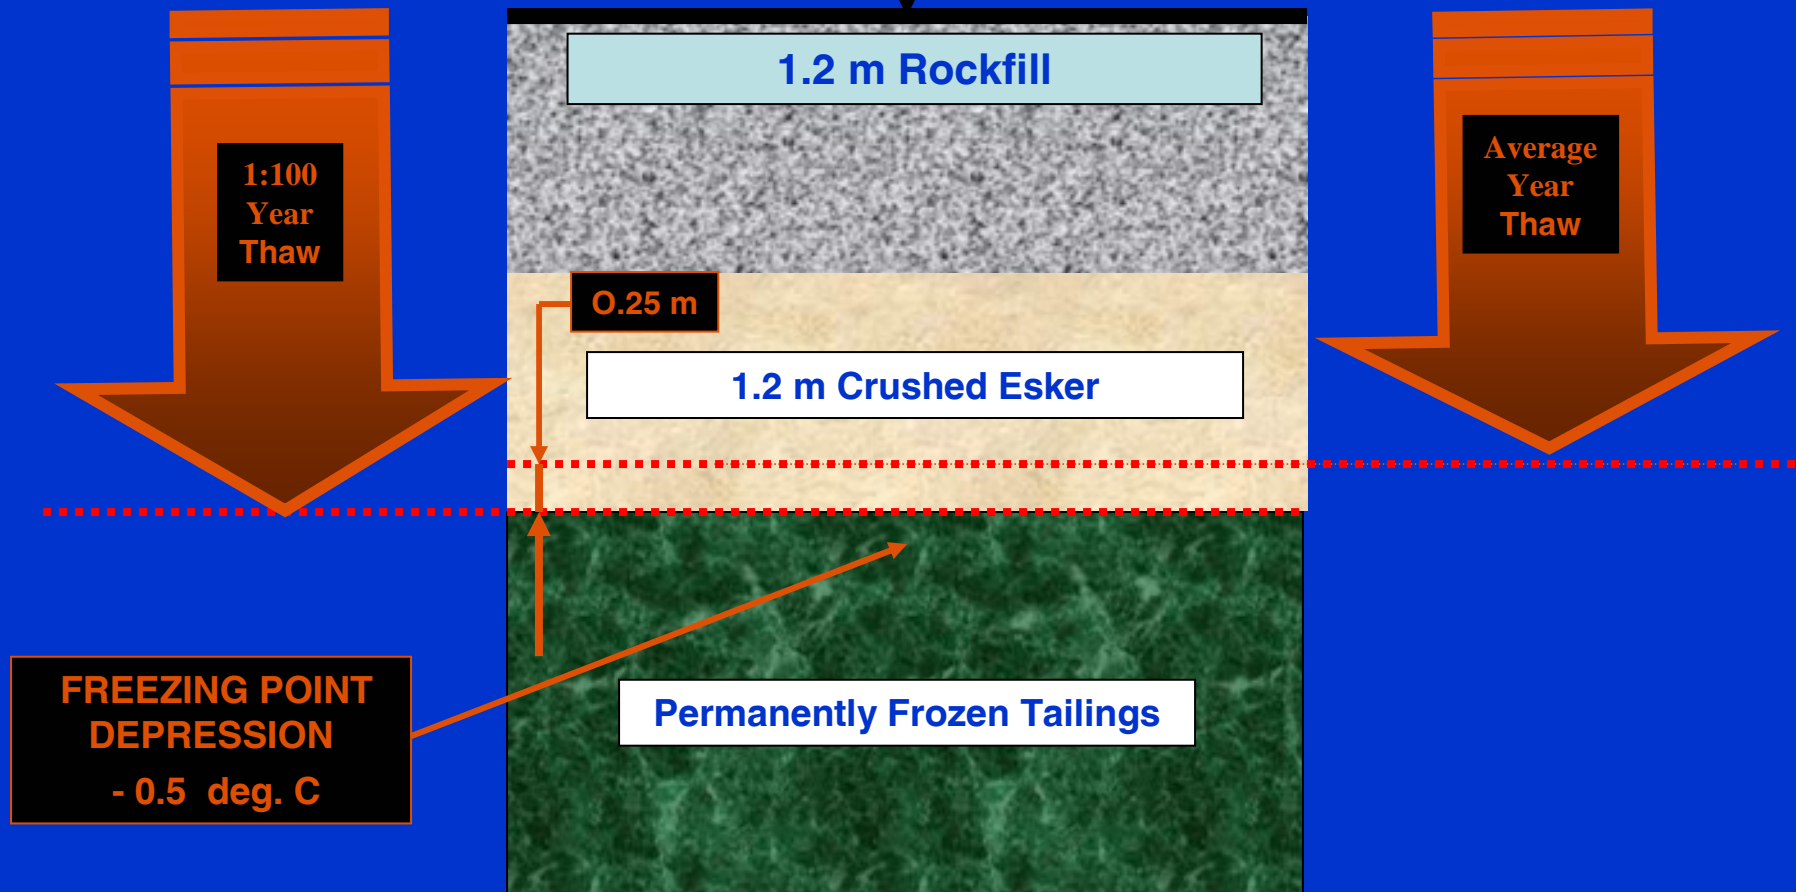 1.2 m Rockfill
1:100
Year
Thaw
Average
Year
Thaw
O.25 m
1.2 m Crushed Esker
FREEZING POINT
DEPRESSION
- 0.5 deg. C
Permanently Frozen Tailings